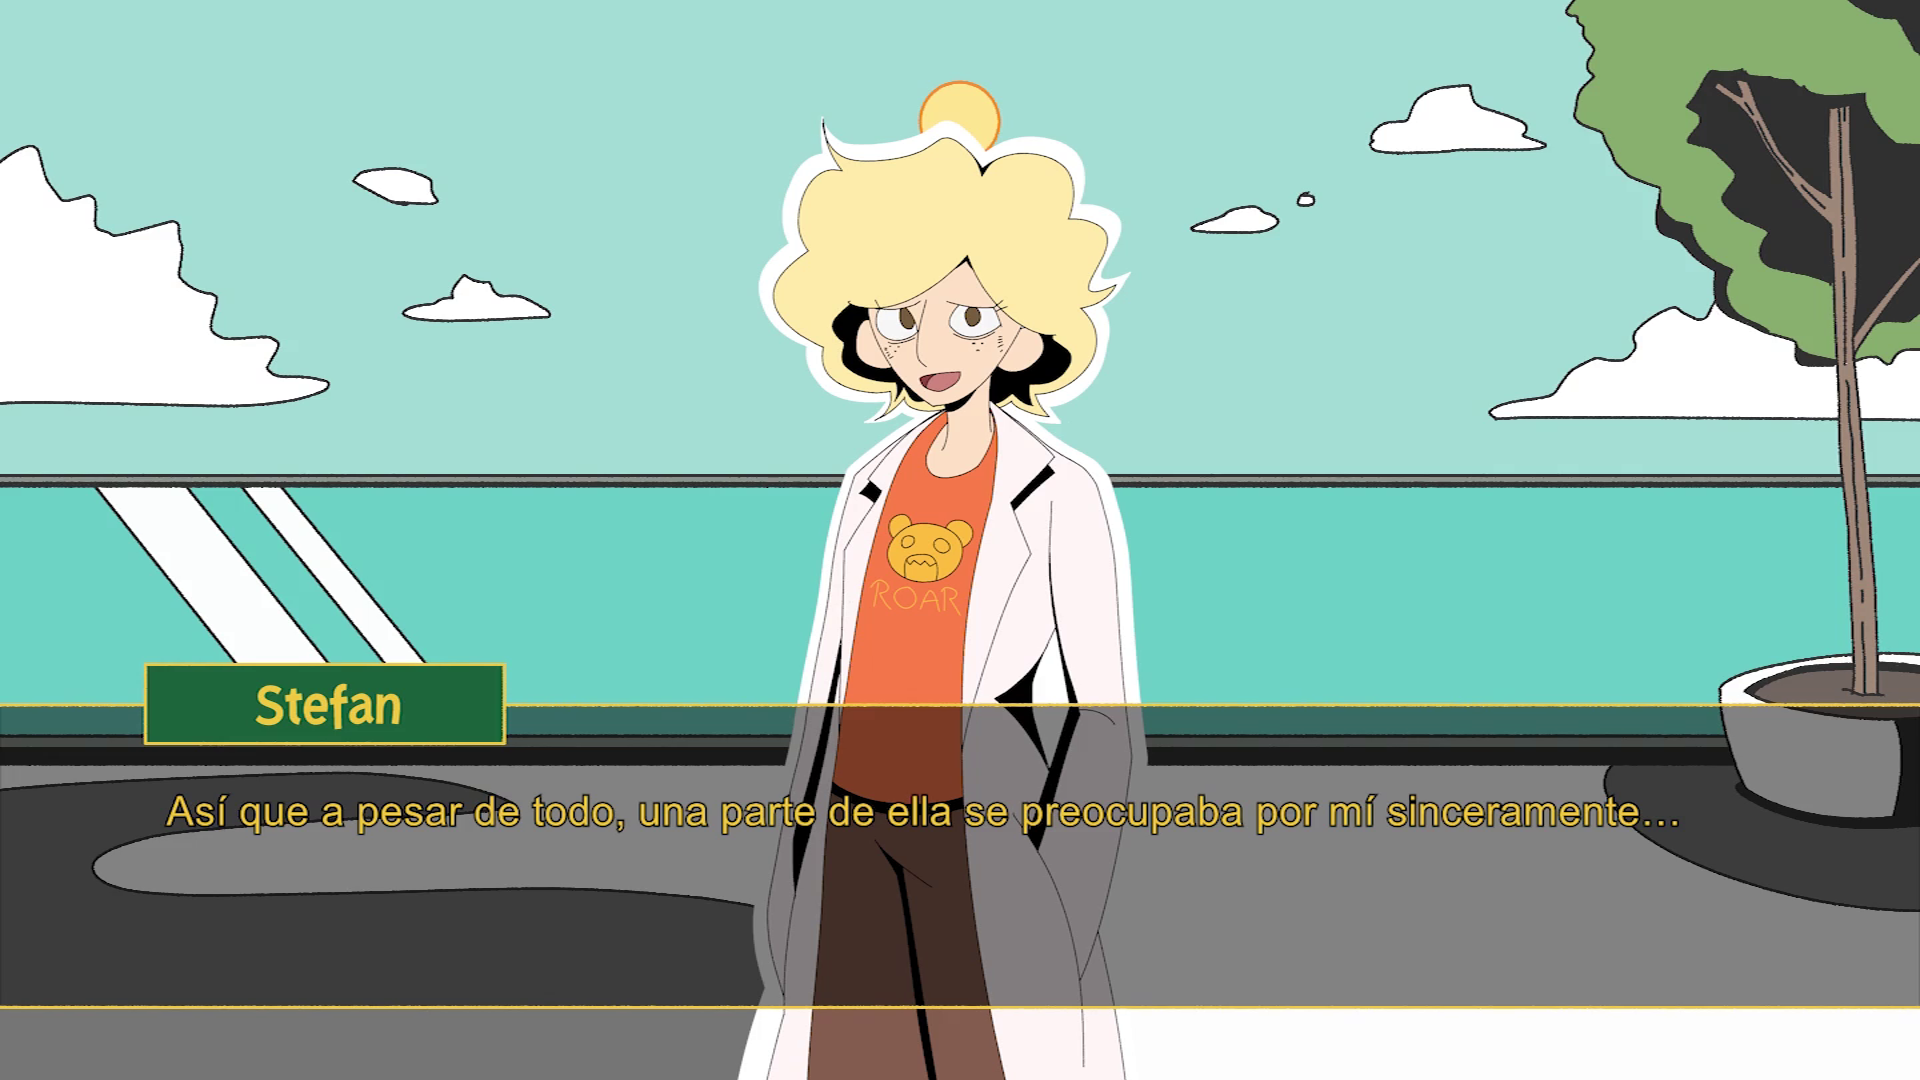 ROAR
Stefan
Así que a pesar de todo, una parte de ella se preocupaba por mí sinceramente...